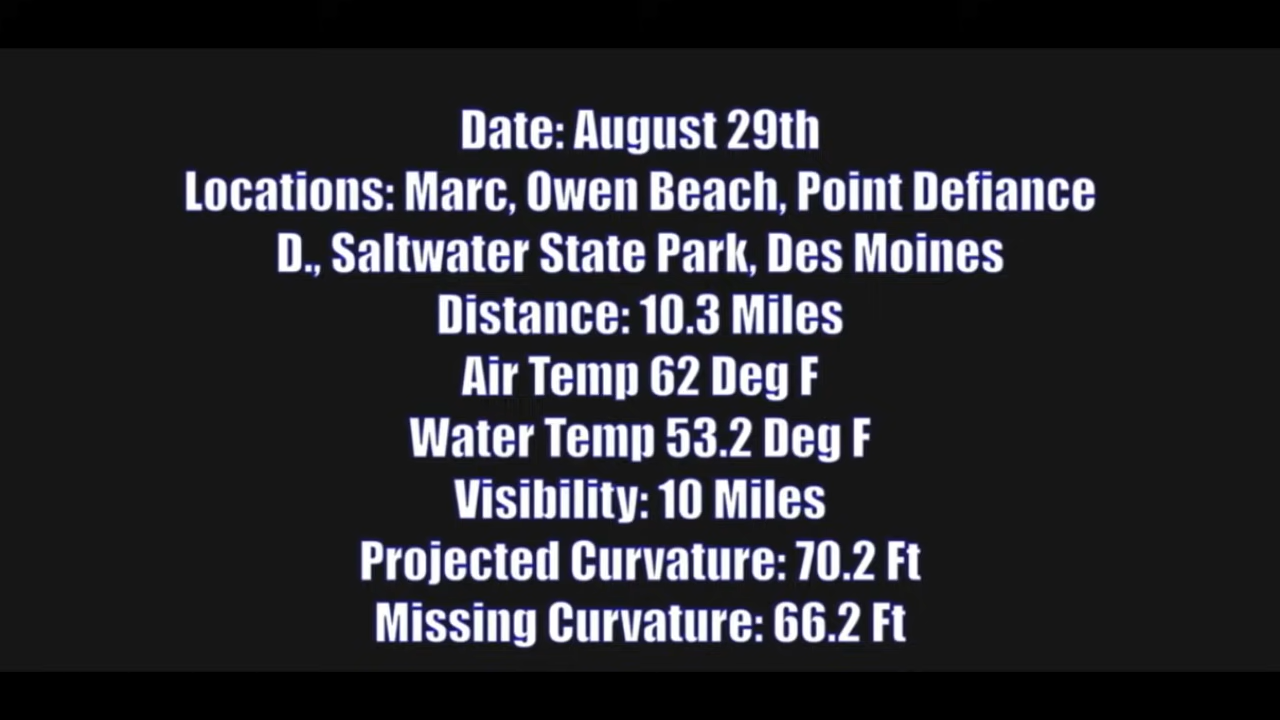 Date: August 29th
Locations: Marc, Owen Beach, Point Defiance
D., Saltwater State Park, Des Moines
Distance: 10.3 Miles
Air Temp 62 Deg F
Water Temp 53.2 Deg F
Visibility: 10 Miles
Projected Curvature: 70.2 Ft
Missing Curvature: 66.2 Ft